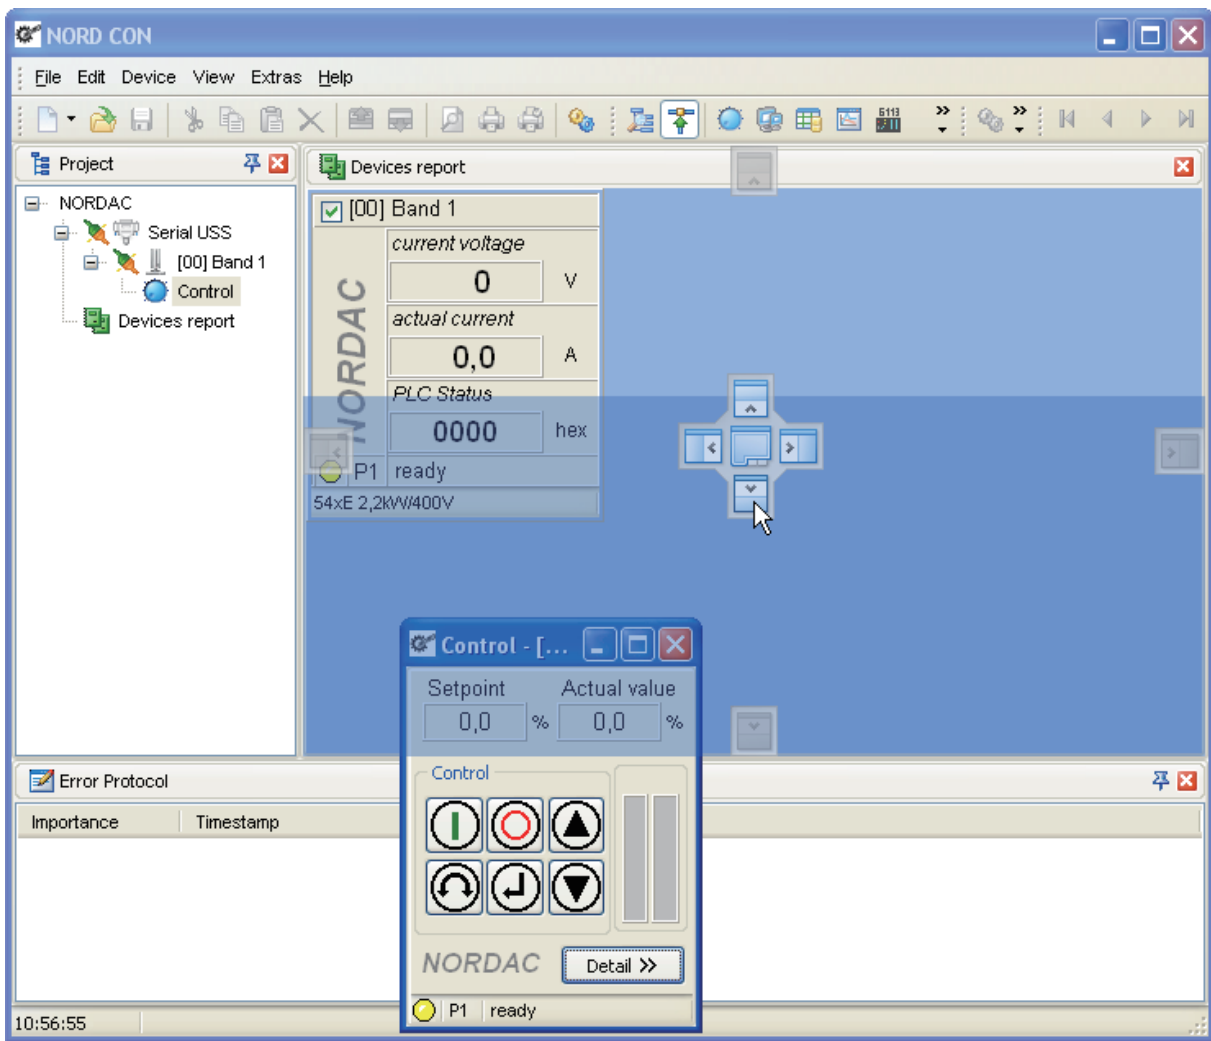 NORD CON
File Edit Device View Extras Help
Project
Devices report
NORDAC
Serial USS
[00] Band 1
Control
Devices report
[00] Band 1
current voltage
0 V
actual current
0,0 A
PLC Status
0000 hex
NORDAC
P1 ready
54xE 2,2kW/400V
Control - [...
Setpoint Actual value
0,0 % 0,0 %
Control
NORDAC
Detail >>
P1 ready
Error Protocol
Importance Timestamp
10:56:55